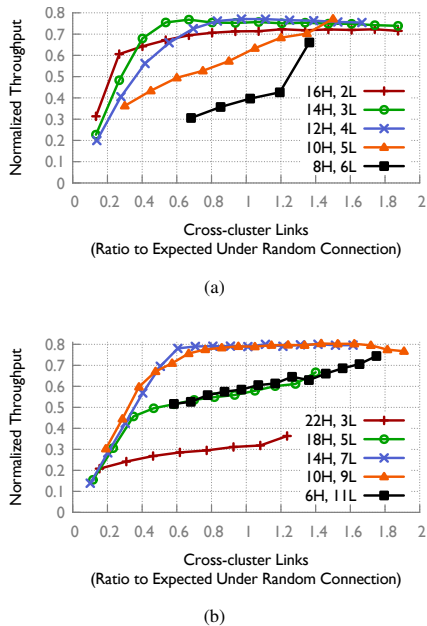 Normalized Throughput
0.8
0.7
0.6
0.5
0.4
0.3
0.2
0.1
0
16H, 2L
14H, 3L
12H, 4L
10H, 5L
8H, 6L
0 0.2 0.4 0.6 0.8 1 1.2 1.4 1.6 1.8 2
Cross-cluster Links
(Ratio to Expected Under Random Connection)
(a)
Normalized Throughput
0.8
0.7
0.6
0.5
0.4
0.3
0.2
0.1
0
22H, 3L
18H, 5L
14H, 7L
10H, 9L
6H, 11L
0 0.2 0.4 0.6 0.8 1 1.2 1.4 1.6 1.8 2
Cross-cluster Links
(Ratio to Expected Under Random Connection)
(b)